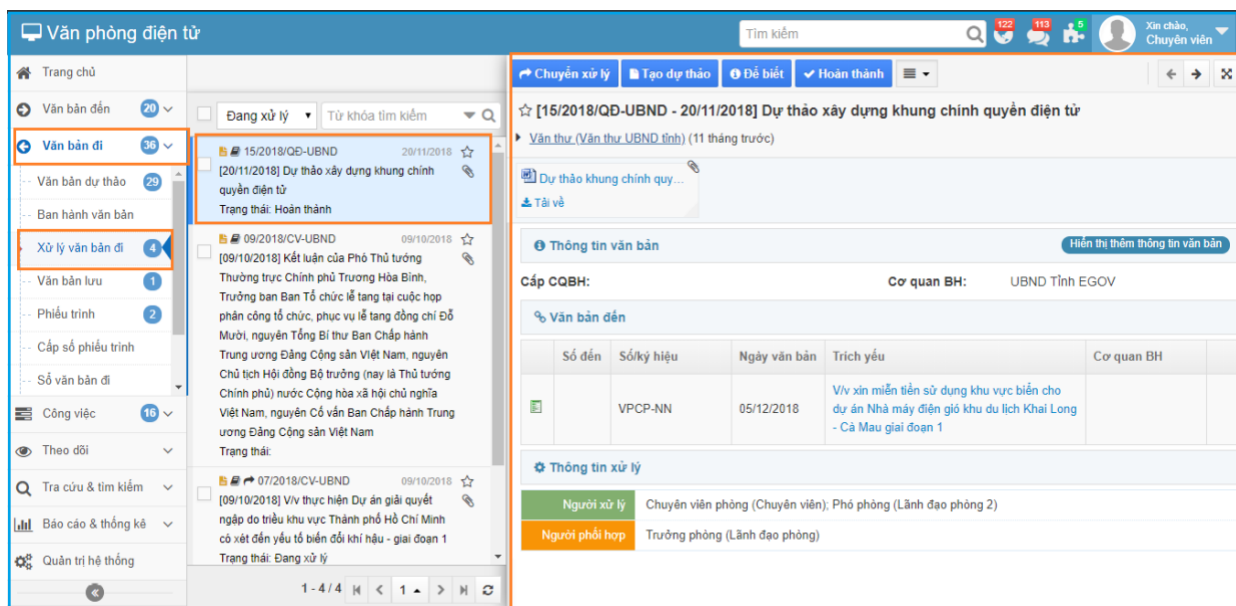 Văn phòng điện tử
Tìm kiếm
122
113
5
Xin chào,
Chuyên viên
Trang chủ
Văn bản đến 20
Văn bản đi 36
Văn bản dự thảo 29
Ban hành văn bản
Xử lý văn bản đi 4
Văn bản lưu 1
Phiếu trình 2
Cấp số phiếu trình
Sổ văn bản đi
Công việc 16
Theo dõi
Tra cứu & tìm kiếm
Báo cáo & thống kê
Quản trị hệ thống
Đang xử lý
Từ khóa tìm kiếm
15/2018/QĐ-UBND 20/11/2018
[20/11/2018] Dự thảo xây dựng khung chính
quyền điện tử
Trạng thái: Hoàn thành
09/2018/CV-UBND 09/10/2018
[09/10/2018] Kết luận của Phó Thủ tướng
Thường trực Chính phủ Trương Hòa Bình,
Trưởng ban Ban Tổ chức lễ tang tại cuộc họp
phân công tổ chức, phục vụ lễ tang đồng chí Đỗ
Mười, nguyên Tổng Bí thư Ban Chấp hành
Trung ương Đảng Cộng sản Việt Nam, nguyên
Chủ tịch Hội đồng Bộ trưởng (nay là Thủ tướng
Chính phủ) nước Cộng hòa xã hội chủ nghĩa
Việt Nam, nguyên Cố vấn Ban Chấp hành Trung
ương Đảng Cộng sản Việt Nam
Trạng thái:
07/2018/CV-UBND 09/10/2018
[09/10/2018] V/v thực hiện Dự án giải quyết
ngập do triều khu vực Thành phố Hồ Chí Minh
có xét đến yếu tố biến đổi khí hậu - giai đoạn 1
Trạng thái: Đang xử lý
1 - 4 / 4 1
Chuyển xử lý Tạo dự thảo Để biết Hoàn thành
[15/2018/QĐ-UBND - 20/11/2018] Dự thảo xây dựng khung chính quyền điện tử
Văn thư (Văn thư UBND tỉnh) (11 tháng trước)
Dự thảo khung chính quy...
Tải về
Thông tin văn bản
Hiển thị thêm thông tin văn bản
Cấp CQBH: Cơ quan BH: UBND Tỉnh EGOV
Văn bản đến
Số đến Số/ký hiệu Ngày văn bản Trích yếu Cơ quan BH
VPCP-NN 05/12/2018
V/v xin miễn tiền sử dụng khu vực biển cho
dự án Nhà máy điện gió khu du lịch Khai Long
- Cà Mau giai đoạn 1
Thông tin xử lý
Người xử lý Chuyên viên phòng (Chuyên viên); Phó phòng (Lãnh đạo phòng 2)
Người phối hợp Trưởng phòng (Lãnh đạo phòng)